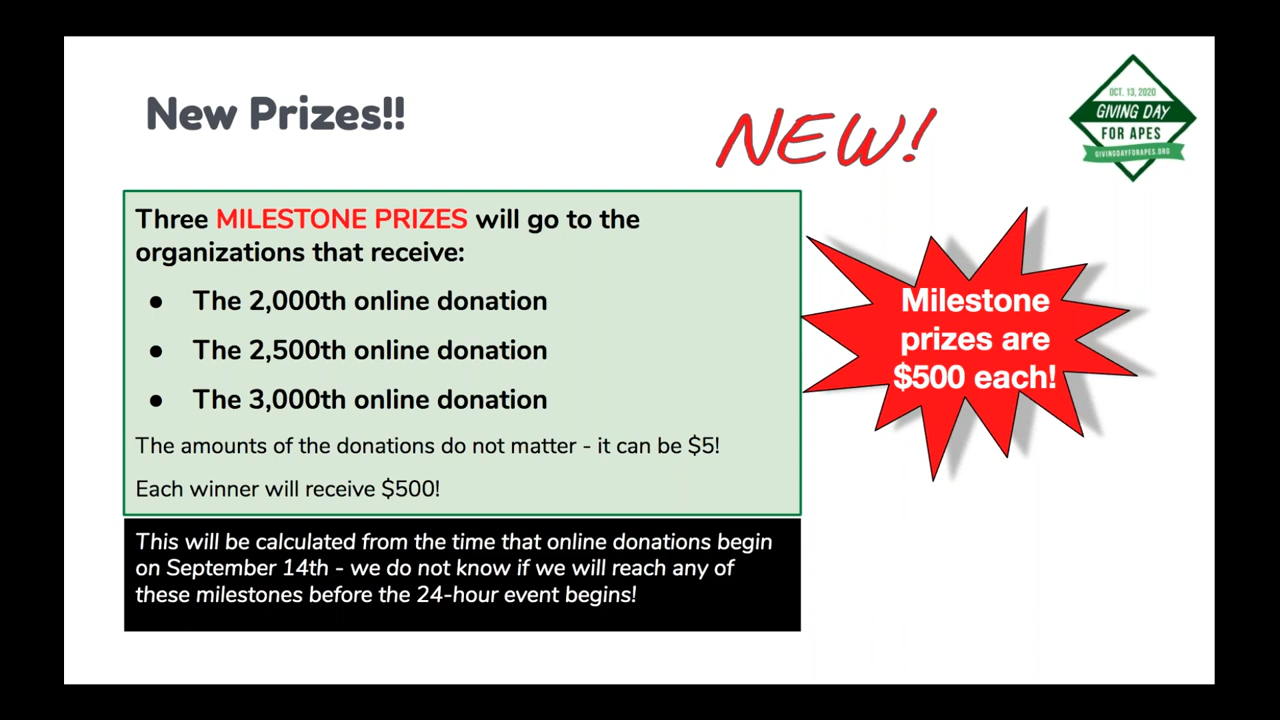 New Prizes!!
NEW!
OCT. 13, 2020
GIVING DAY
FOR APES
GIVINGDAYFORAPES.ORG
Three MILESTONE PRIZES will go to the
organizations that receive:
● The 2,000th online donation
● The 2,500th online donation
● The 3,000th online donation
The amounts of the donations do not matter - it can be $5!
Each winner will receive $500!
Milestone
prizes are
$500 each!
This will be calculated from the time that online donations begin
on September 14th - we do not know if we will reach any of
these milestones before the 24-hour event begins!